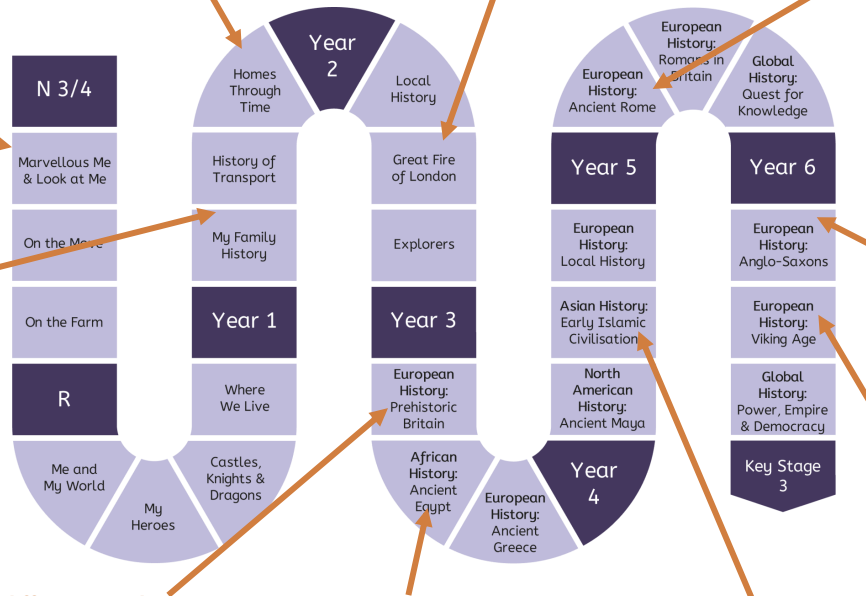 N 3/4
Marvellous Me
& Look at Me
On the Move
On the Farm
R
Me and
My World
My
Heroes
Castles,
Knights &
Dragons
Where
We Live
Year 1
My Family
History
History of
Transport
Homes
Through
Time
Year
2
Local
History
Great Fire
of London
Explorers
Year 3
European
History:
Prehistoric
Britain
African
History:
Ancient
Egypt
European
History:
Ancient
Greece
Year
4
North
American
History:
Ancient Maya
Asian History:
Early Islamic
Civilisation
European
History:
Local History
Year 5
European
History:
Ancient Rome
European
History:
Romans in
Britain
Global
History:
Quest for
Knowledge
Year 6
European
History:
Anglo-Saxons
European
History:
Viking Age
Global
History:
Power, Empire
& Democracy
Key Stage
3